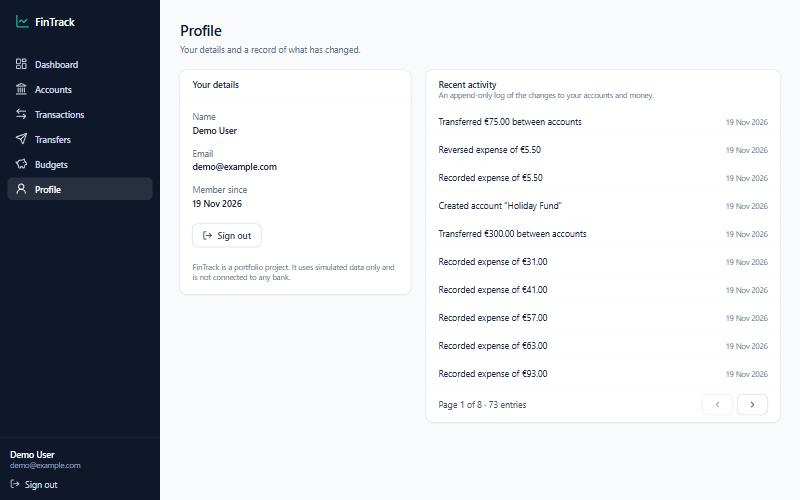 FinTrack
Dashboard
Accounts
Transactions
Transfers
Budgets
Profile
Demo User
demo@example.com
Sign out
Profile
Your details and a record of what has changed.
Your details
Name
Demo User
Email
demo@example.com
Member since
19 Nov 2026
Sign out
FinTrack is a portfolio project. It uses simulated data only and
is not connected to any bank.
Recent activity
An append-only log of the changes to your accounts and money.
Transferred €75.00 between accounts 19 Nov 2026
Reversed expense of €5.50 19 Nov 2026
Recorded expense of €5.50 19 Nov 2026
Created account "Holiday Fund" 19 Nov 2026
Transferred €300.00 between accounts 19 Nov 2026
Recorded expense of €31.00 19 Nov 2026
Recorded expense of €41.00 19 Nov 2026
Recorded expense of €57.00 19 Nov 2026
Recorded expense of €63.00 19 Nov 2026
Recorded expense of €93.00 19 Nov 2026
Page 1 of 8 · 73 entries